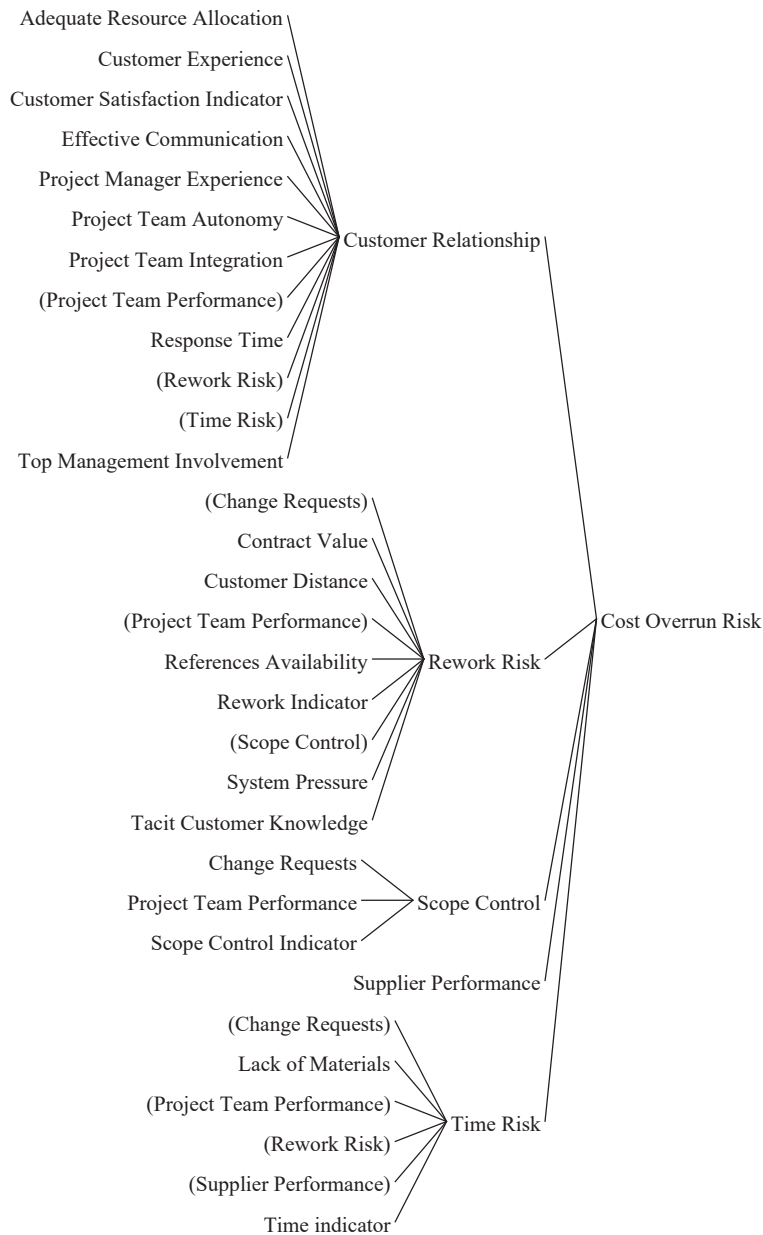 Adequate Resource Allocation
Customer Experience
Customer Satisfaction Indicator
Effective Communication
Project Manager Experience
Project Team Autonomy
Project Team Integration
(Project Team Performance)
Response Time
(Rework Risk)
(Time Risk)
Top Management Involvement
Customer Relationship
(Change Requests)
Contract Value
Customer Distance
(Project Team Performance)
References Availability
Rework Indicator
(Scope Control)
System Pressure
Tacit Customer Knowledge
Rework Risk
Change Requests
Project Team Performance
Scope Control Indicator
Scope Control
Supplier Performance
(Change Requests)
Lack of Materials
(Project Team Performance)
(Rework Risk)
(Supplier Performance)
Time indicator
Time Risk
Cost Overrun Risk